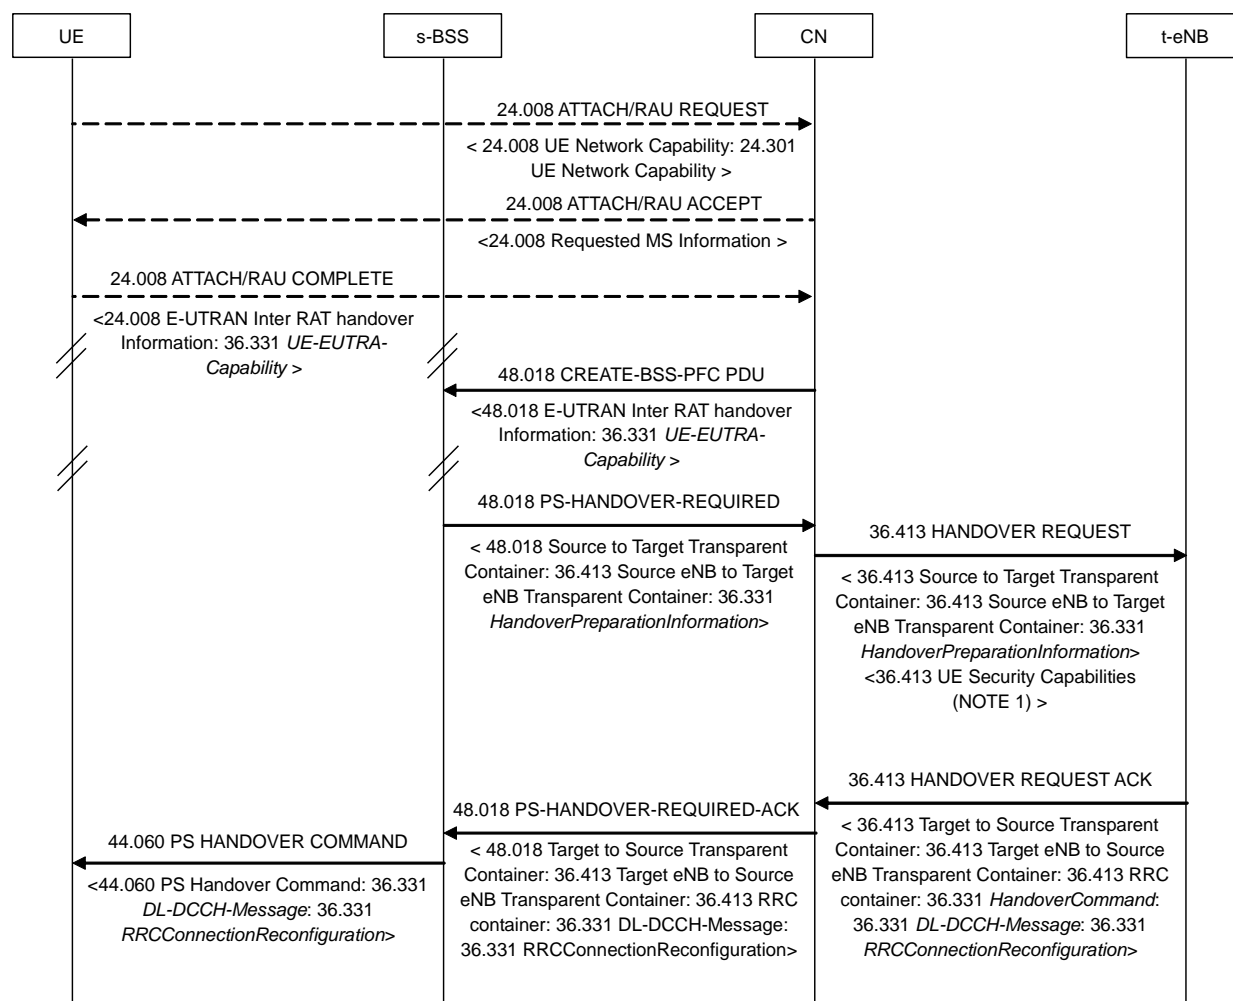 UE
s-BSS
CN
t-eNB
24.008 ATTACH/RAU REQUEST
< 24.008 UE Network Capability: 24.301
UE Network Capability >
24.008 ATTACH/RAU ACCEPT
<24.008 Requested MS Information >
24.008 ATTACH/RAU COMPLETE
<24.008 E-UTRAN Inter RAT handover
Information: 36.331 UE-EUTRA-
Capability >
48.018 CREATE-BSS-PFC PDU
<48.018 E-UTRAN Inter RAT handover
Information: 36.331 UE-EUTRA-
Capability >
48.018 PS-HANDOVER-REQUIRED
< 48.018 Source to Target Transparent
Container: 36.413 Source eNB to Target
eNB Transparent Container: 36.331
HandoverPreparationInformation>
36.413 HANDOVER REQUEST
< 36.413 Source to Target Transparent
Container: 36.413 Source eNB to Target
eNB Transparent Container: 36.331
HandoverPreparationInformation>
<36.413 UE Security Capabilities
(NOTE 1) >
36.413 HANDOVER REQUEST ACK
< 36.413 Target to Source Transparent
Container: 36.413 Target eNB to Source
eNB Transparent Container: 36.413 RRC
container: 36.331 HandoverCommand:
36.331 DL-DCCH-Message: 36.331
RRCConnectionReconfiguration>
48.018 PS-HANDOVER-REQUIRED-ACK
< 48.018 Target to Source Transparent
Container: 36.413 Target eNB to Source
eNB Transparent Container: 36.413 RRC
container: 36.331 DL-DCCH-Message:
36.331 RRCConnectionReconfiguration>
44.060 PS HANDOVER COMMAND
<44.060 PS Handover Command: 36.331
DL-DCCH-Message: 36.331
RRCConnectionReconfiguration>